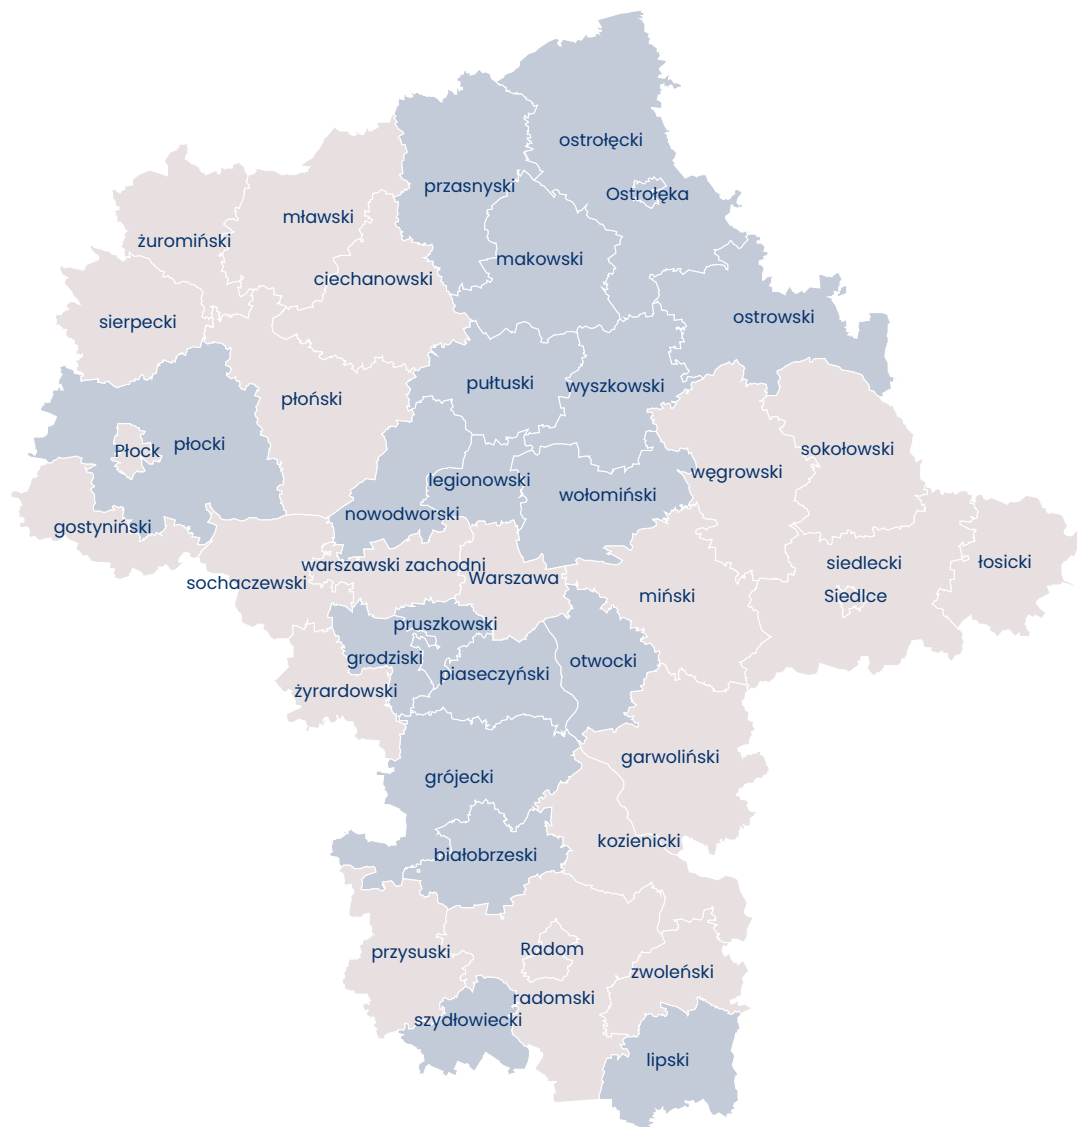 ostrołęcki
przasnyski
Ostrołęka
mławski
żuromiński
makowski
ciechanowski
sierpecki
ostrowski
pułtuski
wyszkowski
płoński
płocki
Płock
sokołowski
węgrowski
legionowski
wołomiński
nowodworski
gostyniński
siedlecki
łosicki
warszawski zachodni
Warszawa
sochaczewski
Siedlce
miński
pruszkowski
grodziski
otwocki
piaseczyński
żyrardowski
garwoliński
grójecki
kozienicki
białobrzeski
Radom
przysuski
zwoleński
radomski
szydłowiecki
lipski